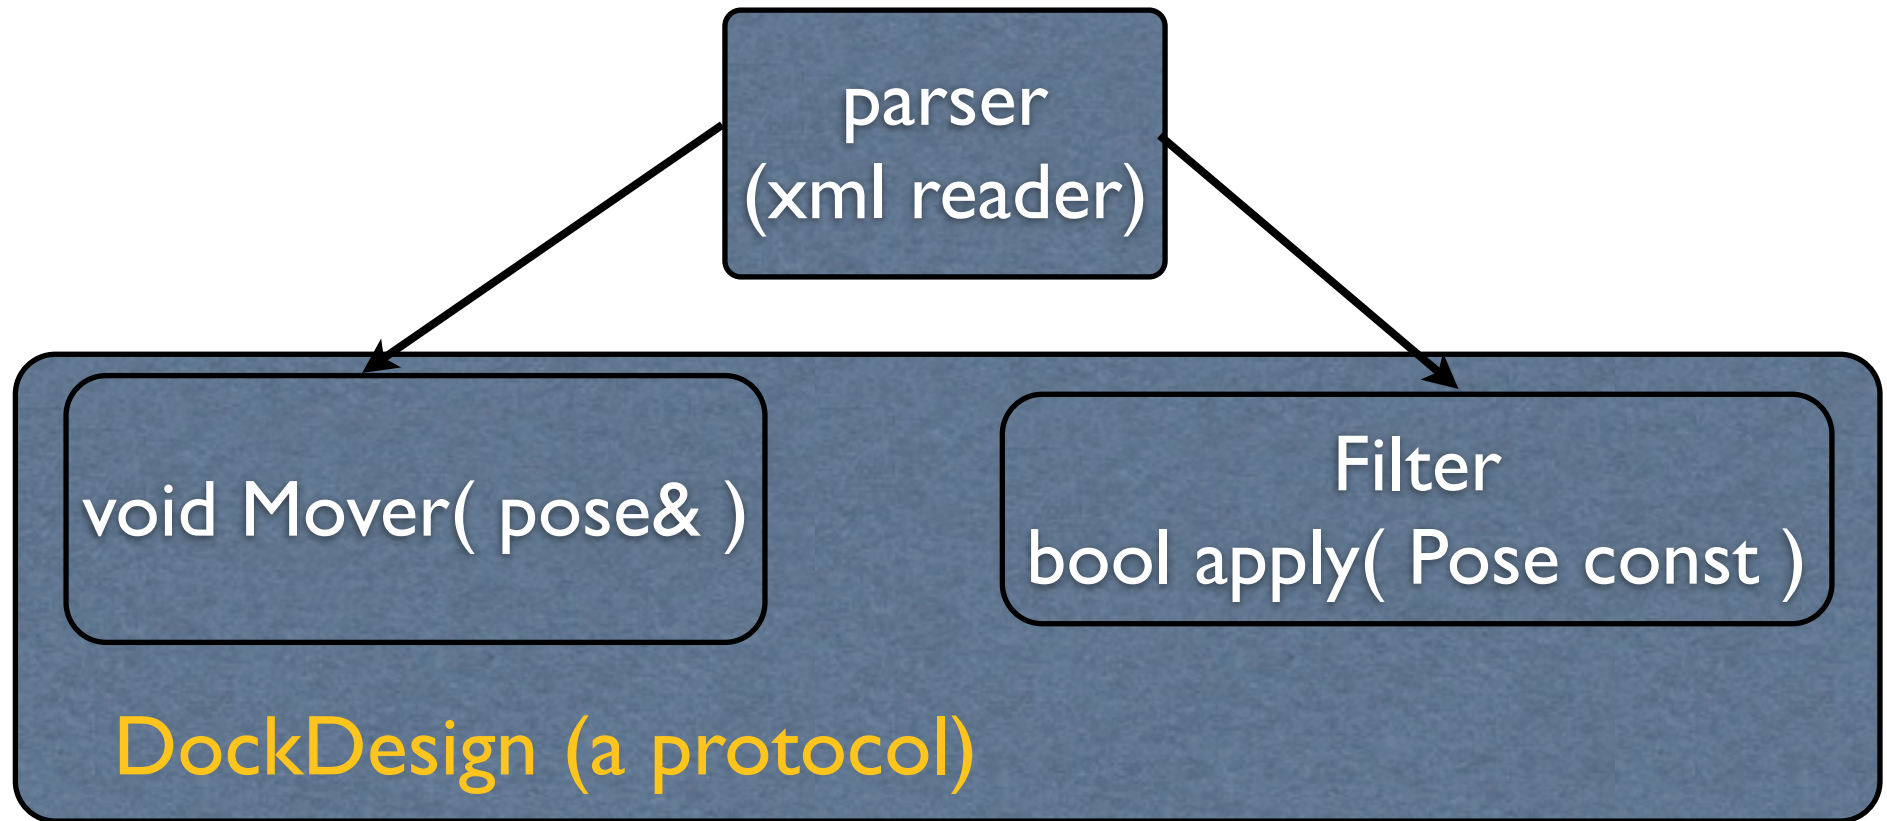 parser
(xml reader)
void Mover( pose& )
Filter
bool apply( Pose const )
DockDesign (a protocol)